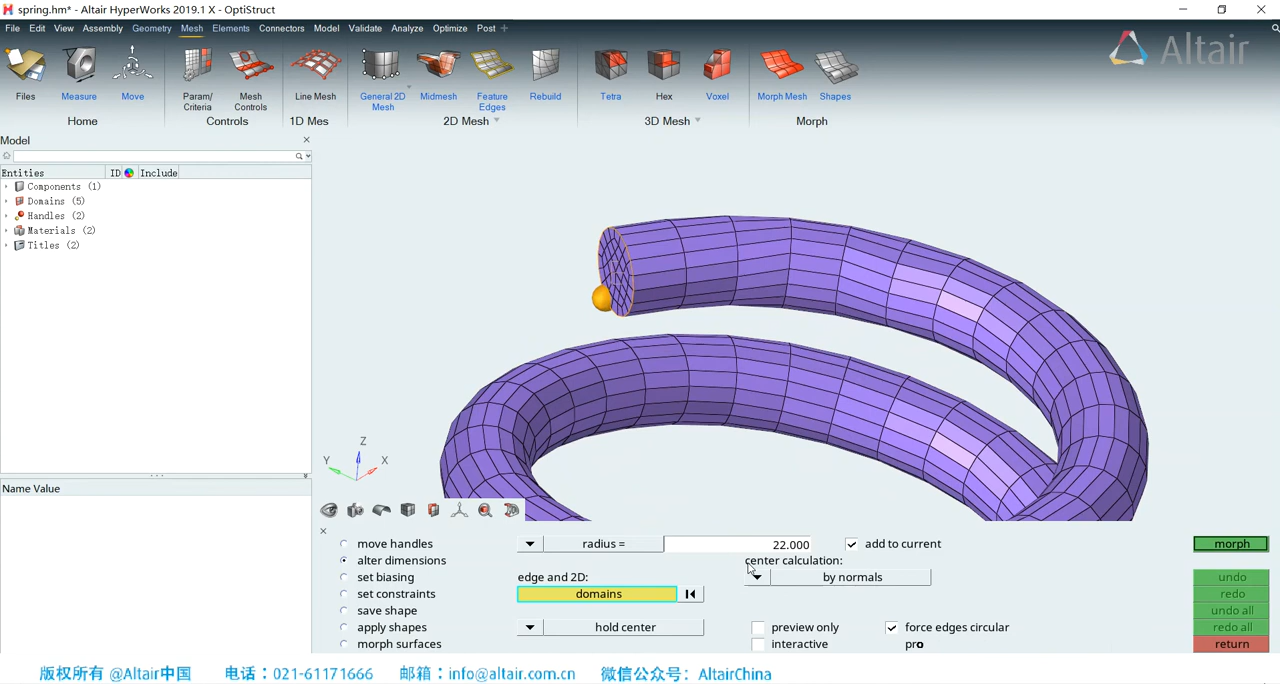 spring.hm* - Altair HyperWorks 2019.1 X - OptiStruct
File Edit View Assembly Geometry Mesh Elements Connectors Model Validate Analyze Optimize Post +
Altair
Files Measure Move Param/ Criteria Mesh Controls Line Mesh General 2D Mesh Midmesh Feature Edges Rebuild Tetra Hex Voxel Morph Mesh Shapes
Home Controls 1D Mes 2D Mesh 3D Mesh Morph
Model
Entities ID Include
Components (1)
Domains (5)
Handles (2)
Materials (2)
Titles (2)
Name Value
Z
Y X
move handles radius = 22.000 add to current morph
alter dimensions center calculation:
set biasing edge and 2D: by normals undo
set constraints domains redo
save shape undo all
apply shapes hold center preview only force edges circular redo all
morph surfaces interactive pro return
版权所有 @Altair中国 电话：021-61171666 邮箱：info@altair.com.cn 微信公众号：AltairChina